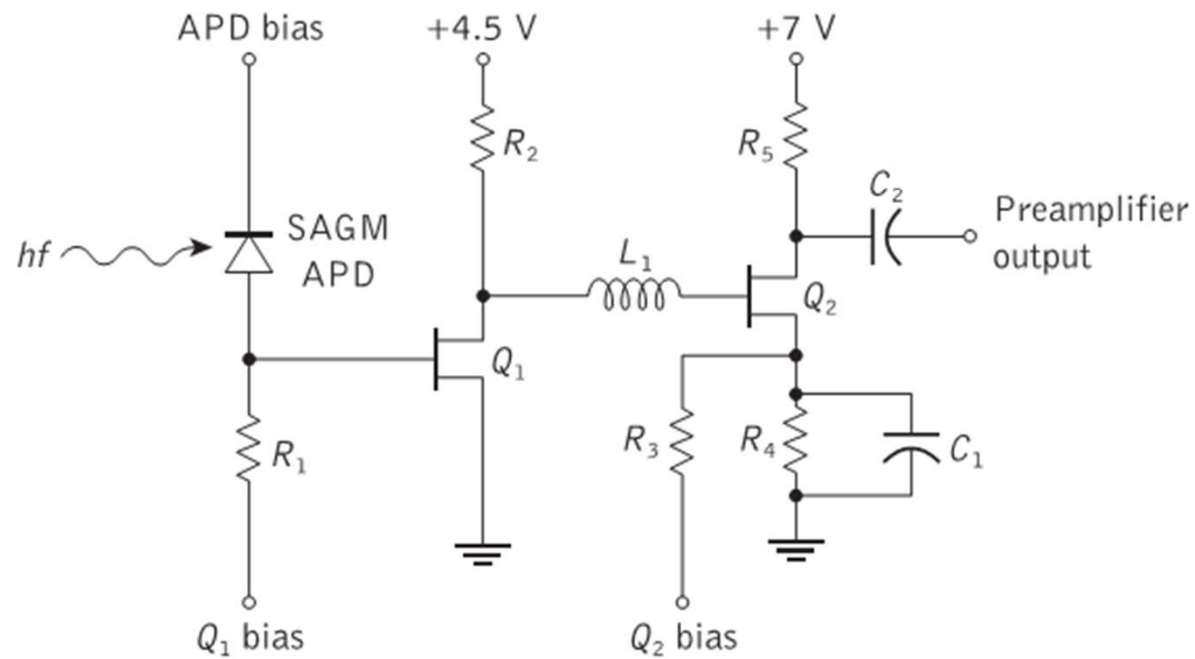 APD bias
+4.5 V
+7 V
R₂
R₅
C₂
SAGM
APD
hf
Preamplifier
output
L₁
Q₂
Q₁
R₁
R₃
R₄
C₁
Q₁ bias
Q₂ bias